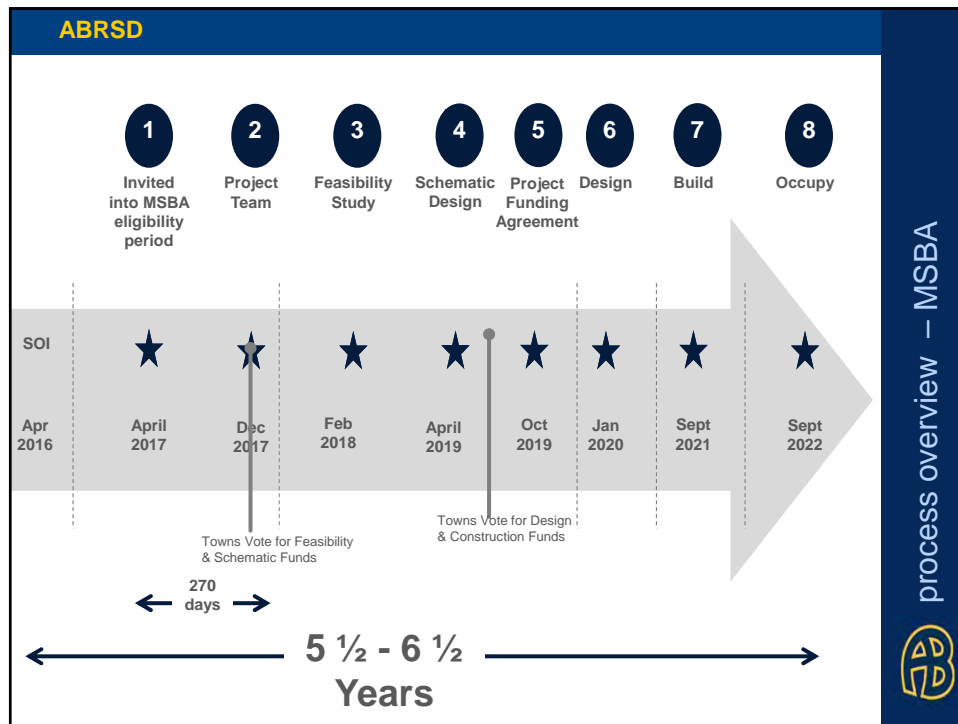 ABRSD
1
2
3
4
5
6
7
8
Invited
into MSBA
eligibility
period
Project
Team
Feasibility
Study
Schematic
Design
Project
Funding
Agreement
Design
Build
Occupy
SOI
Apr
2016
April
2017
Dec
2017
Feb
2018
April
2019
Oct
2019
Jan
2020
Sept
2021
Sept
2022
Towns Vote for Feasibility
& Schematic Funds
Towns Vote for Design
& Construction Funds
270
days
5 ½ - 6 ½
Years
process overview – MSBA
AB